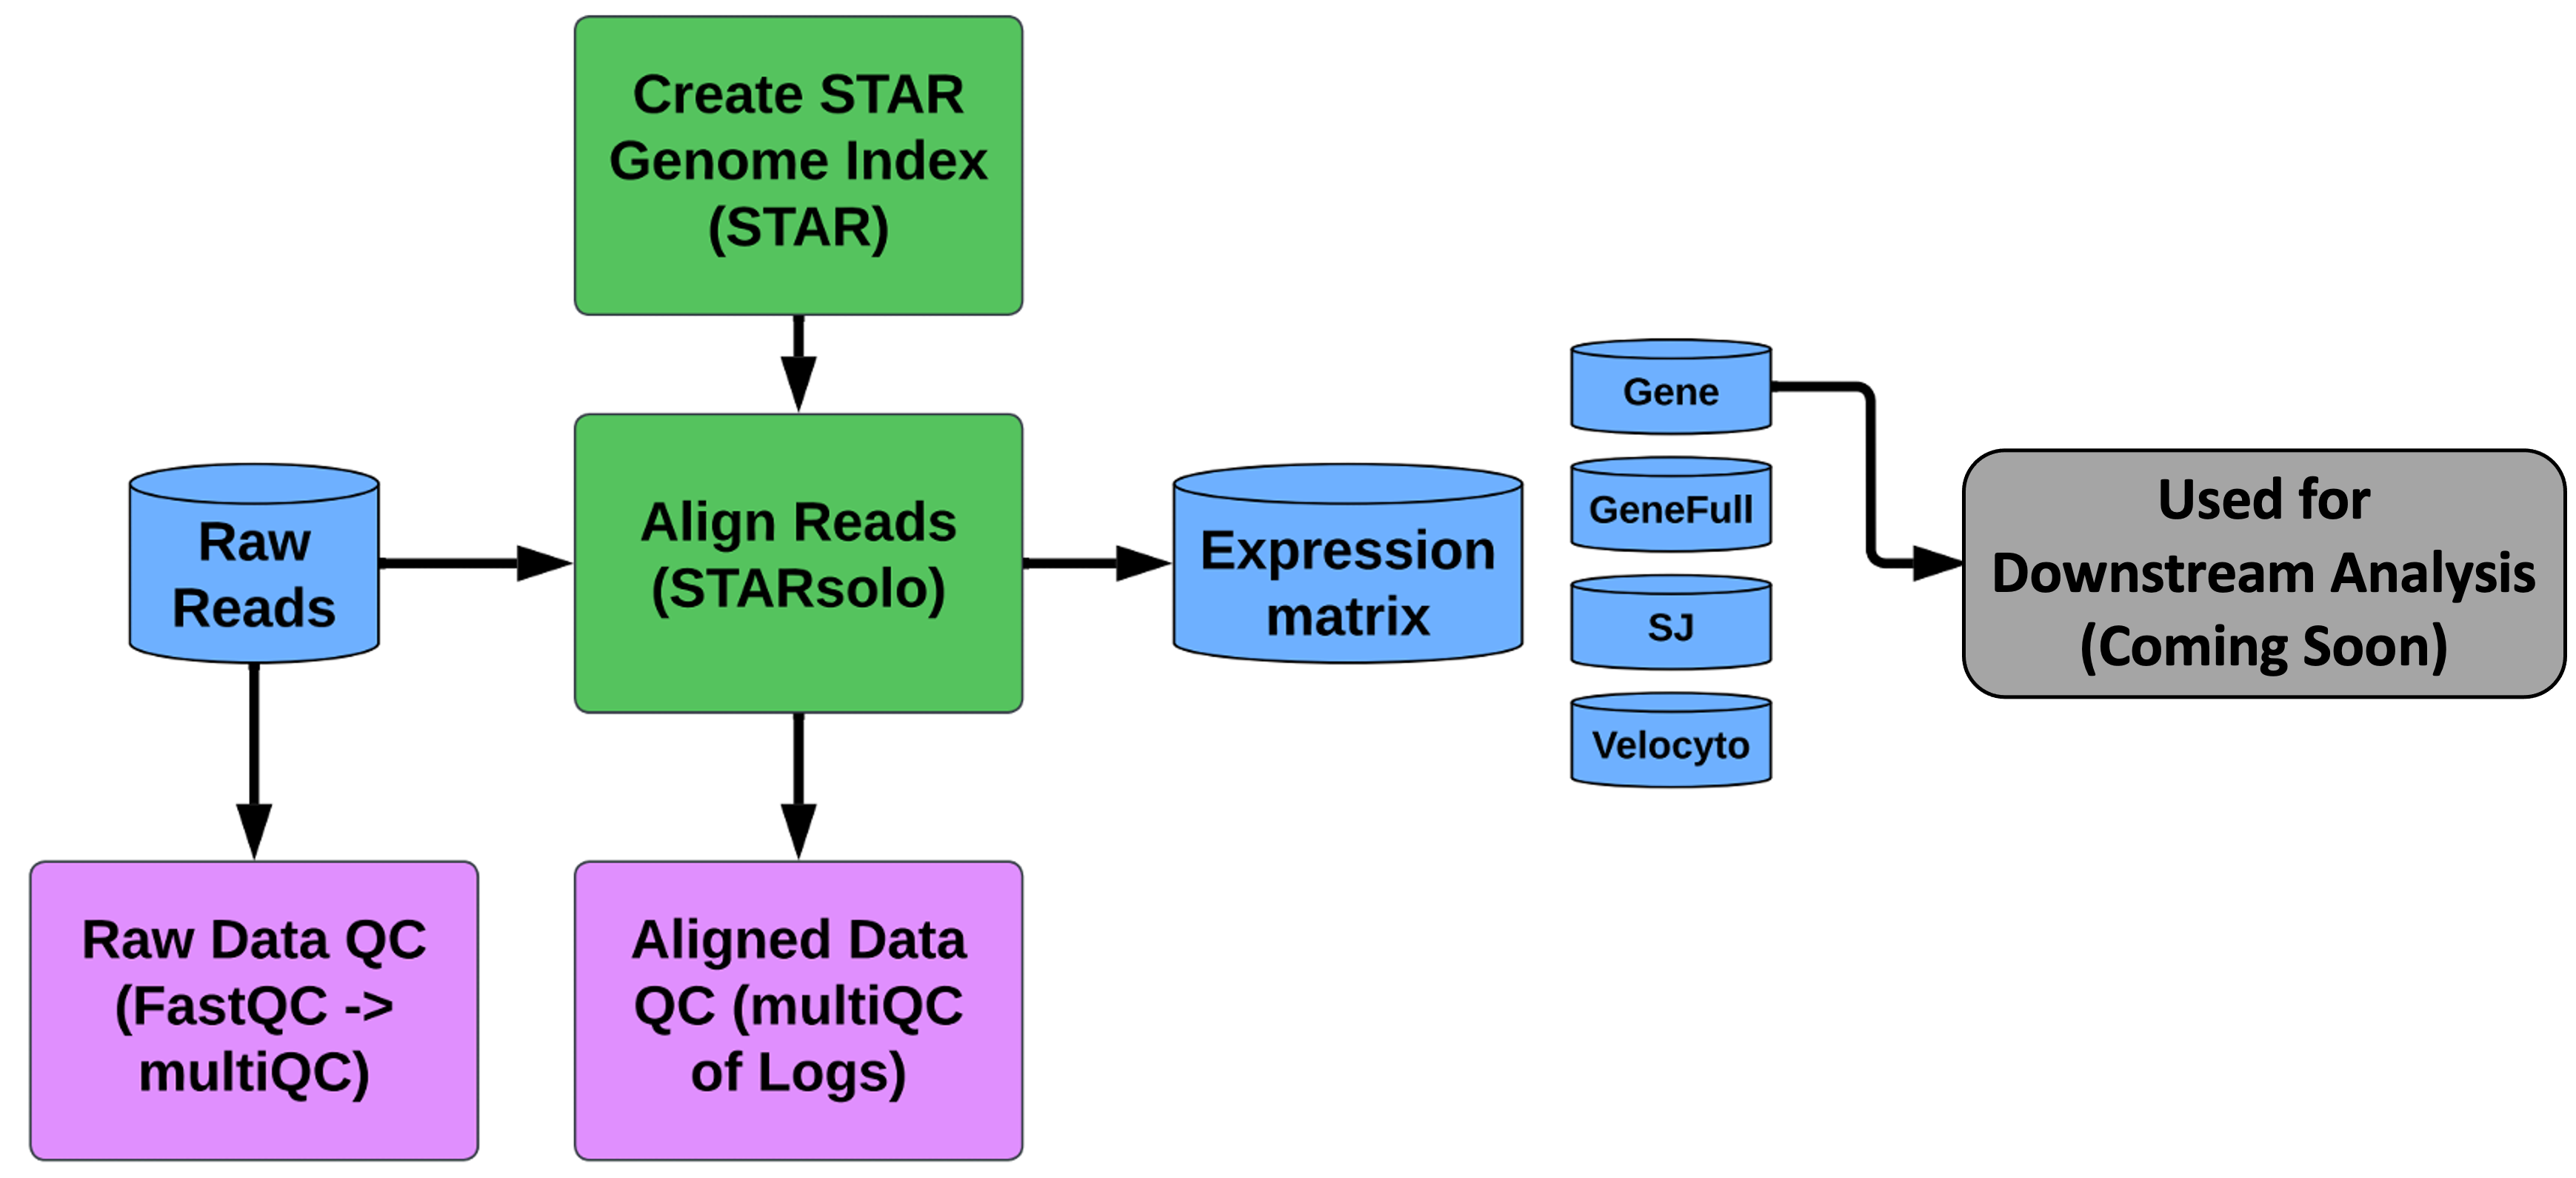 Create STAR
Genome Index
(STAR)
Raw
Reads
Align Reads
(STARsolo)
Expression
matrix
Gene
GeneFull
SJ
Velocyto
Used for
Downstream Analysis
(Coming Soon)
Raw Data QC
(FastQC ->
multiQC)
Aligned Data
QC (multiQC
of Logs)